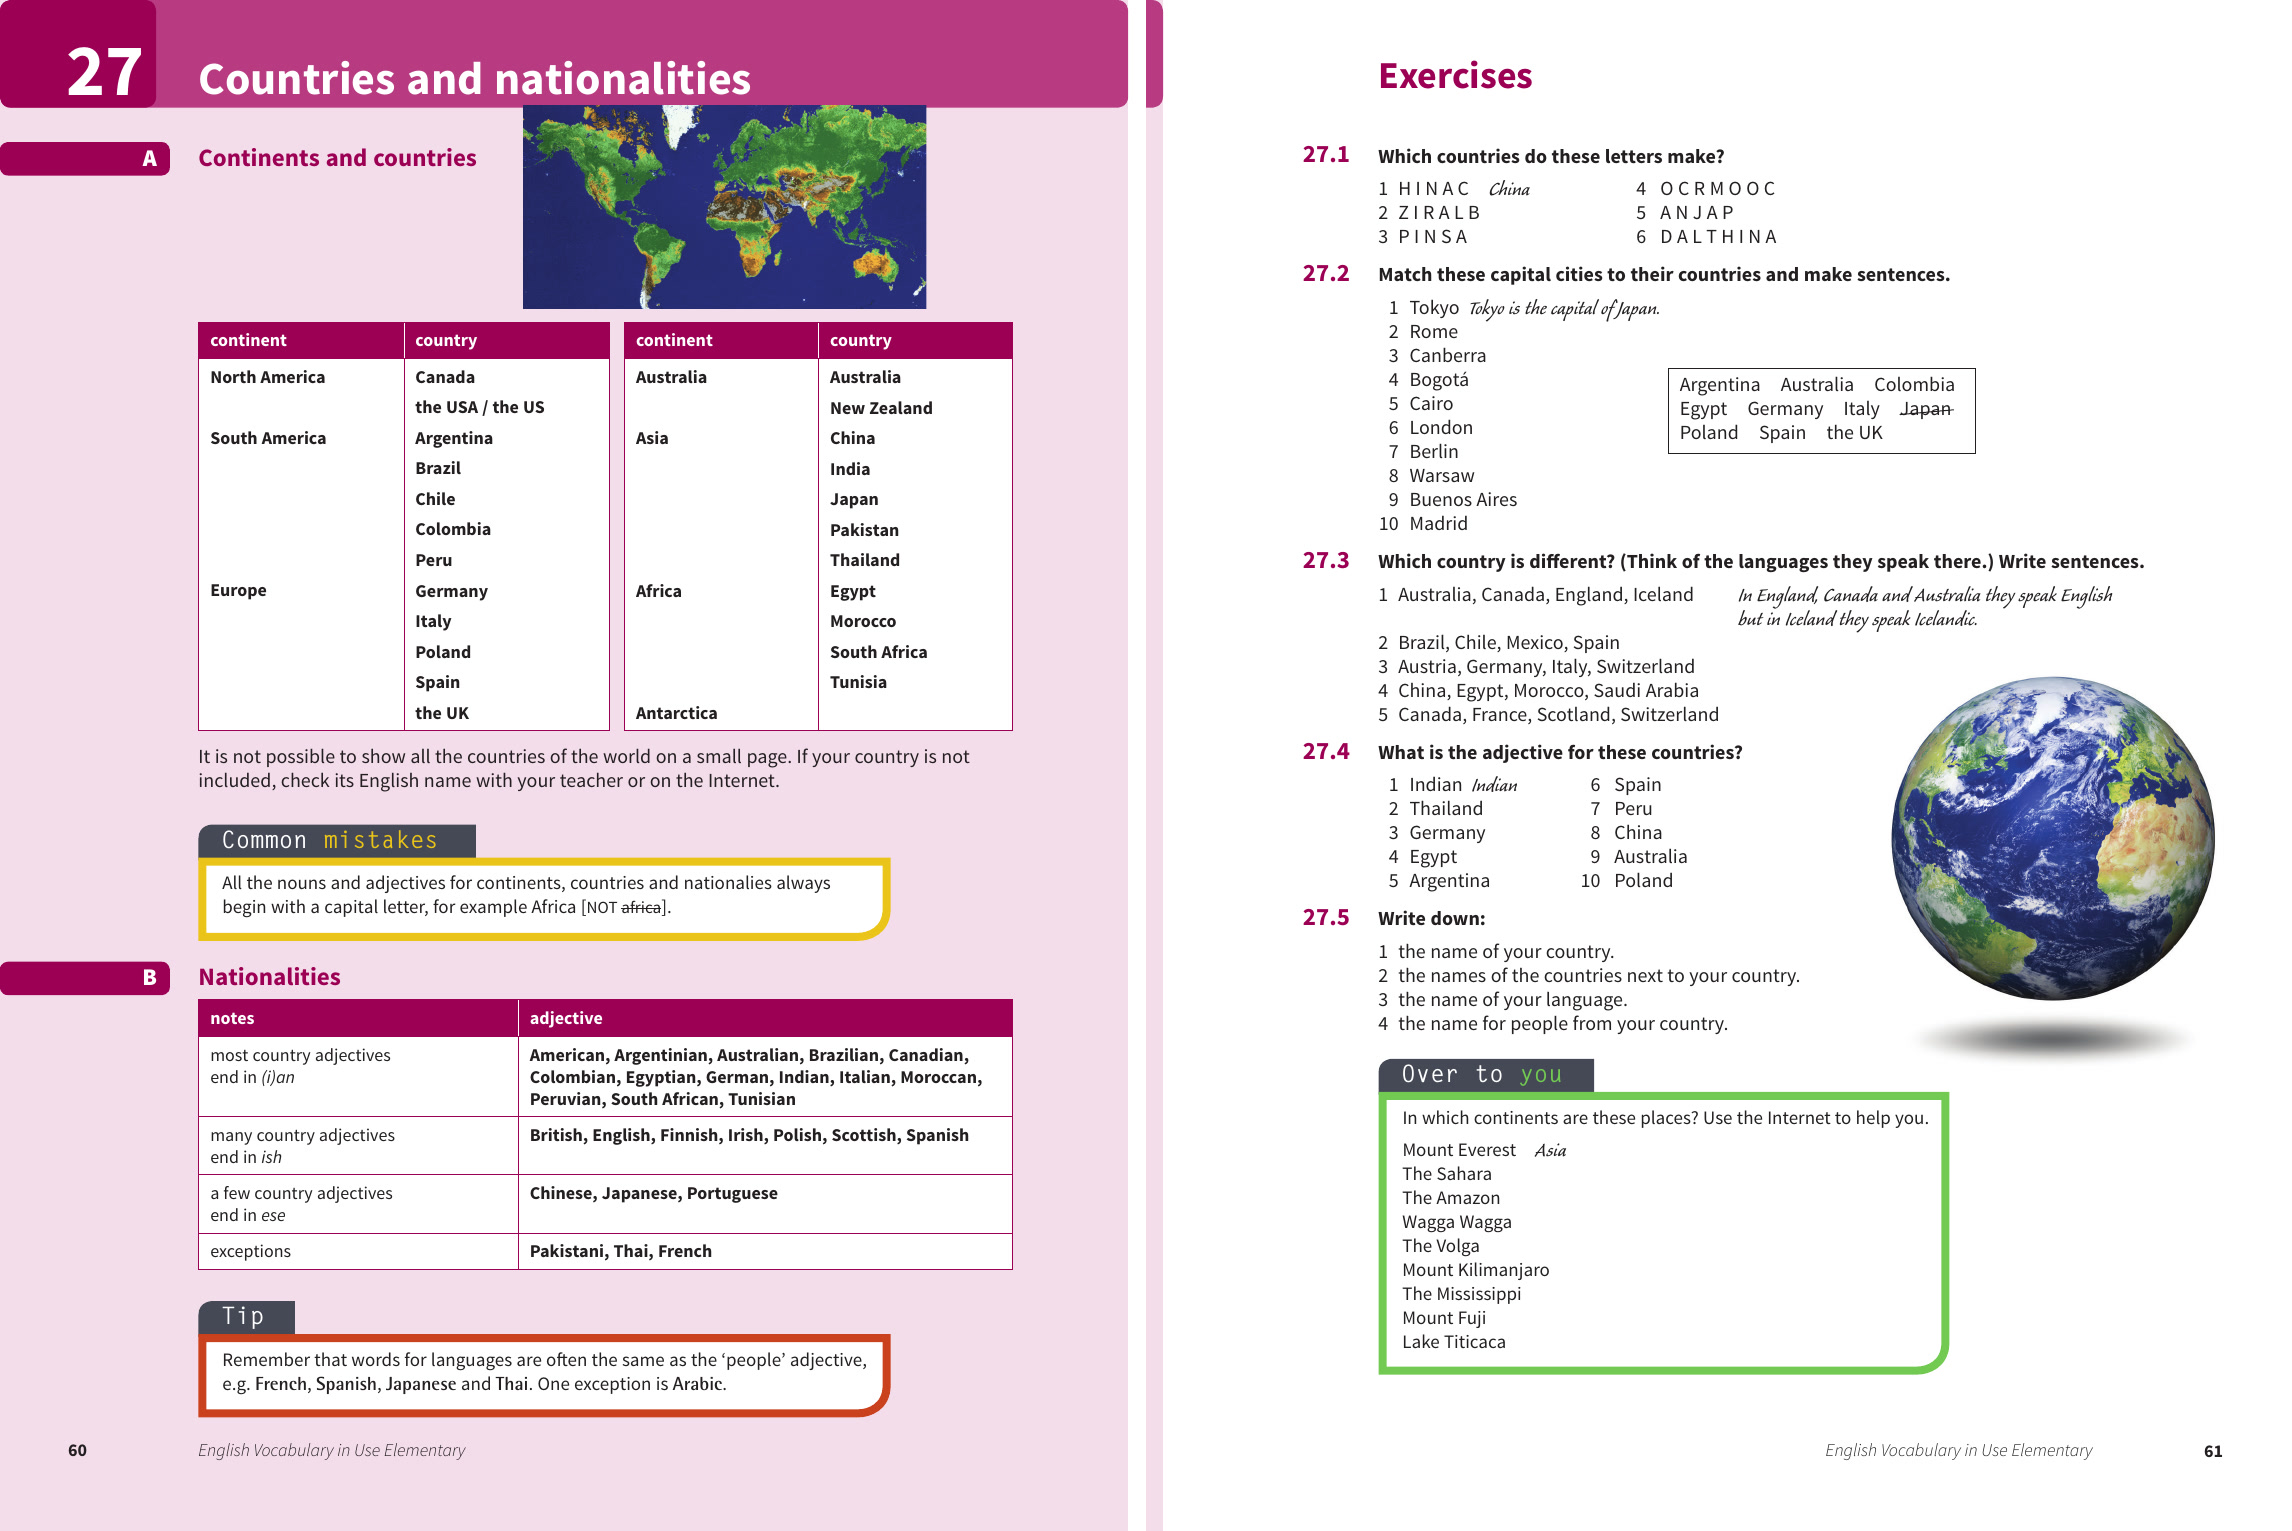 27
Countries and nationalities
A
Continents and countries
continent country
North America Canada
the USA / the US
South America Argentina
Brazil
Chile
Colombia
Peru
Europe Germany
Italy
Poland
Spain
the UK
continent country
Australia Australia
New Zealand
Asia China
India
Japan
Pakistan
Thailand
Africa Egypt
Morocco
South Africa
Tunisia
Antarctica
It is not possible to show all the countries of the world on a small page. If your country is not
included, check its English name with your teacher or on the Internet.
Common mistakes
All the nouns and adjectives for continents, countries and nationalies always
begin with a capital letter, for example Africa [NOT africa].
B
Nationalities
notes adjective
most country adjectives
end in (i)an
American, Argentinian, Australian, Brazilian, Canadian,
Colombian, Egyptian, German, Indian, Italian, Moroccan,
Peruvian, South African, Tunisian
many country adjectives
end in ish
British, English, Finnish, Irish, Polish, Scottish, Spanish
a few country adjectives
end in ese
Chinese, Japanese, Portuguese
exceptions Pakistani, Thai, French
Tip
Remember that words for languages are often the same as the ‘people’ adjective,
e.g. French, Spanish, Japanese and Thai. One exception is Arabic.
60 English Vocabulary in Use Elementary
Exercises
27.1 Which countries do these letters make?
1 H I N A C China
2 Z I R A L B
3 P I N S A
4 O C R M O O C
5 A N J A P
6 D A L T H I N A
27.2 Match these capital cities to their countries and make sentences.
1 Tokyo Tokyo is the capital of Japan.
2 Rome
3 Canberra
4 Bogotá
5 Cairo
6 London
7 Berlin
8 Warsaw
9 Buenos Aires
10 Madrid
Argentina Australia Colombia
Egypt Germany Italy Japan
Poland Spain the UK
27.3 Which country is different? (Think of the languages they speak there.) Write sentences.
1 Australia, Canada, England, Iceland In England, Canada and Australia they speak English
but in Iceland they speak Icelandic.
2 Brazil, Chile, Mexico, Spain
3 Austria, Germany, Italy, Switzerland
4 China, Egypt, Morocco, Saudi Arabia
5 Canada, France, Scotland, Switzerland
27.4 What is the adjective for these countries?
1 Indian Indian
2 Thailand
3 Germany
4 Egypt
5 Argentina
6 Spain
7 Peru
8 China
9 Australia
10 Poland
27.5 Write down:
1 the name of your country.
2 the names of the countries next to your country.
3 the name of your language.
4 the name for people from your country.
Over to you
In which continents are these places? Use the Internet to help you.
Mount Everest Asia
The Sahara
The Amazon
Wagga Wagga
The Volga
Mount Kilimanjaro
The Mississippi
Mount Fuji
Lake Titicaca
English Vocabulary in Use Elementary 61